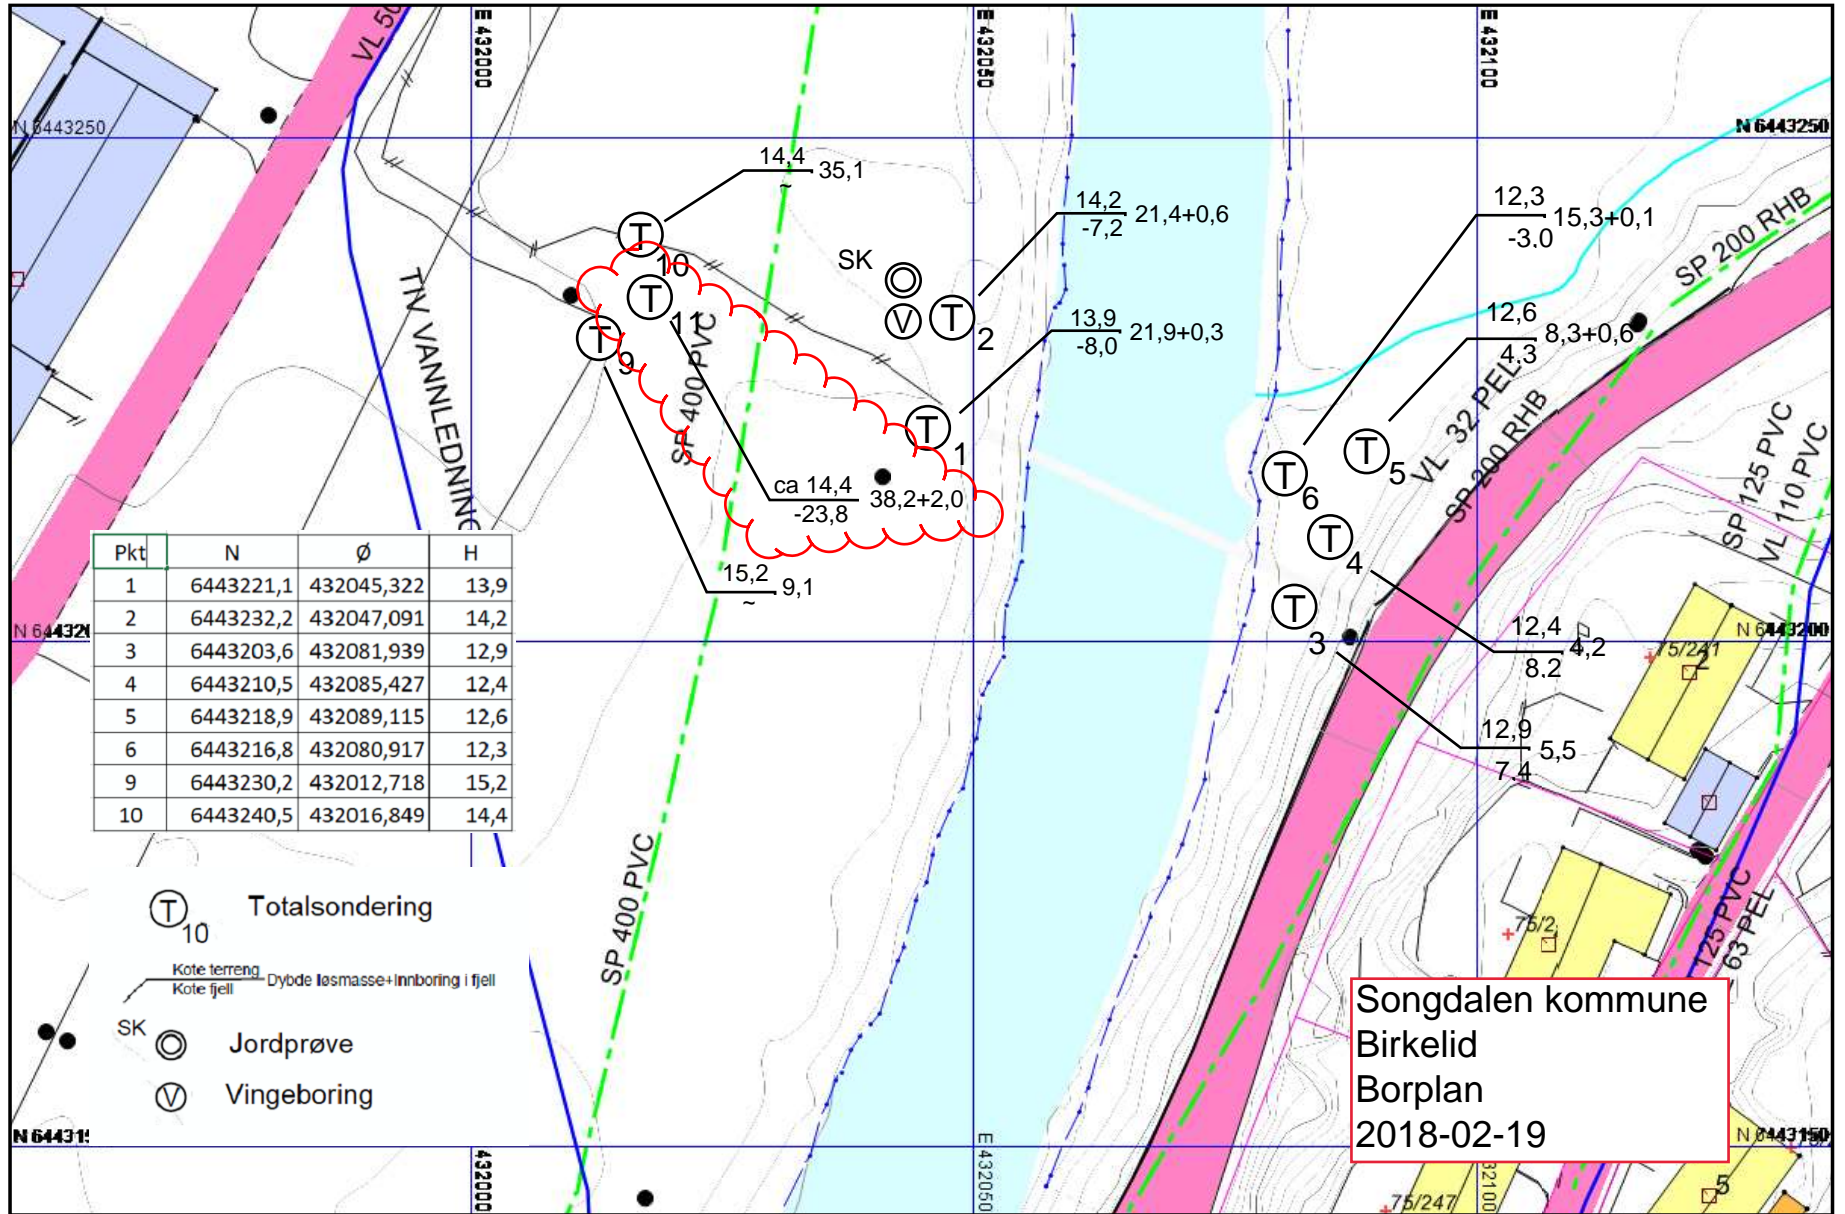 VL 50
E 432000
E 432050
E 432100
N 6443250
N 6443250
14,4
~
35,1
14,2
-7,2
21,4+0,6
12,3
-3.0
15,3+0,1
SP 200 RHB
SK
T
10
T
11
T
9
V
T
2
13,9
-8,0
21,9+0,3
12,6
4.3
8,3+0,6
TIV VANNLEDNING
SP 400 PVC
T
1
T
5
T
6
VL 32 PEL
SP 200 RHB
SP 125 PVC
VL 110 PVC
ca 14,4
-23,8
38,2+2,0
T
4
15,2
~
9,1
T
3
12,4
8.2
4,2
75/241
2
N 6443200
12,9
7.4
5,5
Pkt N Ø H
1 6443221,1 432045,322 13,9
2 6443232,2 432047,091 14,2
3 6443203,6 432081,939 12,9
4 6443210,5 432085,427 12,4
5 6443218,9 432089,115 12,6
6 6443216,8 432080,917 12,3
9 6443230,2 432012,718 15,2
10 6443240,5 432016,849 14,4
SP 400 PVC
T
10
Totalsondering
Kote terreng
Kote fjell
Dybde løsmasse+Innboring i fjell
SK
Jordprøve
V
Vingeboring
75/2
125 PVC
63 PEL
Songdalen kommune
Birkelid
Borplan
2018-02-19
N 6443150
432000
E 432050
32100
75/247
5